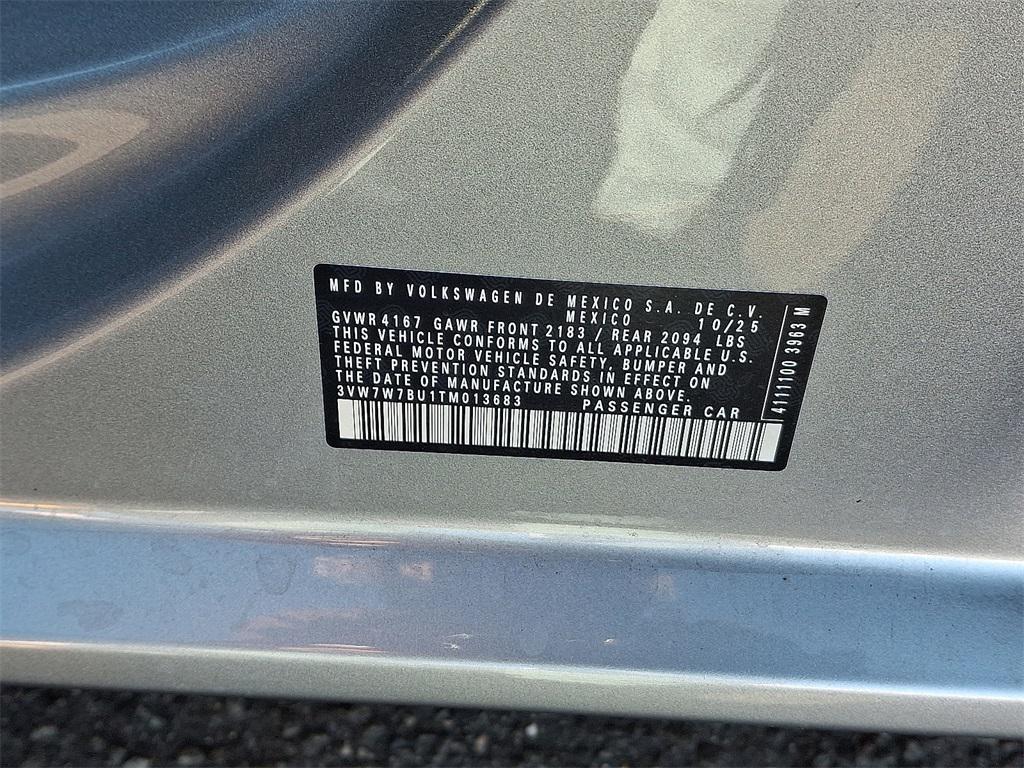 MFD BY VOLKSWAGEN DE MEXICO S.A. DE C.V.
MEXICO 10/25
GVWR 4167 GAWR FRONT 2183 / REAR 2094 LBS
THIS VEHICLE CONFORMS TO ALL APPLICABLE U.S.
FEDERAL MOTOR VEHICLE SAFETY, BUMPER AND
THEFT PREVENTION STANDARDS IN EFFECT ON
THE DATE OF MANUFACTURE SHOWN ABOVE.
3VW7W7BU1TM013683 PASSENGER CAR
4111100 3963 M